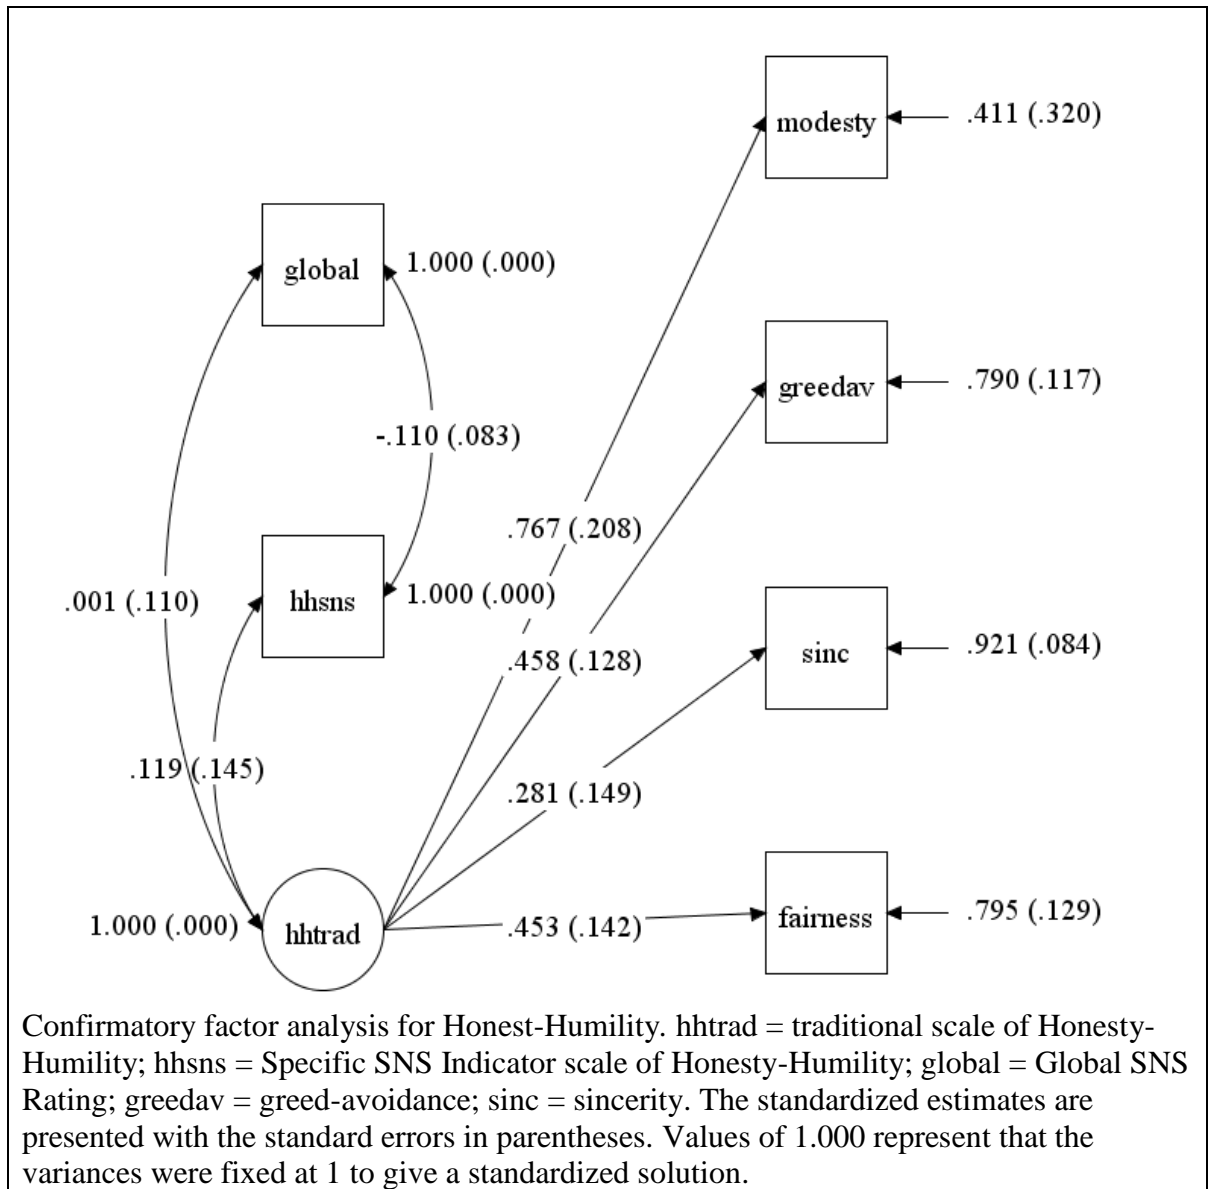 modesty
.411 (.320)
global
1.000 (.000)
greedav
.790 (.117)
-.110 (.083)
.767 (.208)
hhsns
1.000 (.000)
.001 (.110)
.458 (.128)
sinc
.921 (.084)
.119 (.145)
.281 (.149)
1.000 (.000)
hhtrad
.453 (.142)
fairness
.795 (.129)
Confirmatory factor analysis for Honest-Humility. hhtrad = traditional scale of Honesty-
Humility; hhsns = Specific SNS Indicator scale of Honesty-Humility; global = Global SNS
Rating; greedav = greed-avoidance; sinc = sincerity. The standardized estimates are
presented with the standard errors in parentheses. Values of 1.000 represent that the
variances were fixed at 1 to give a standardized solution.